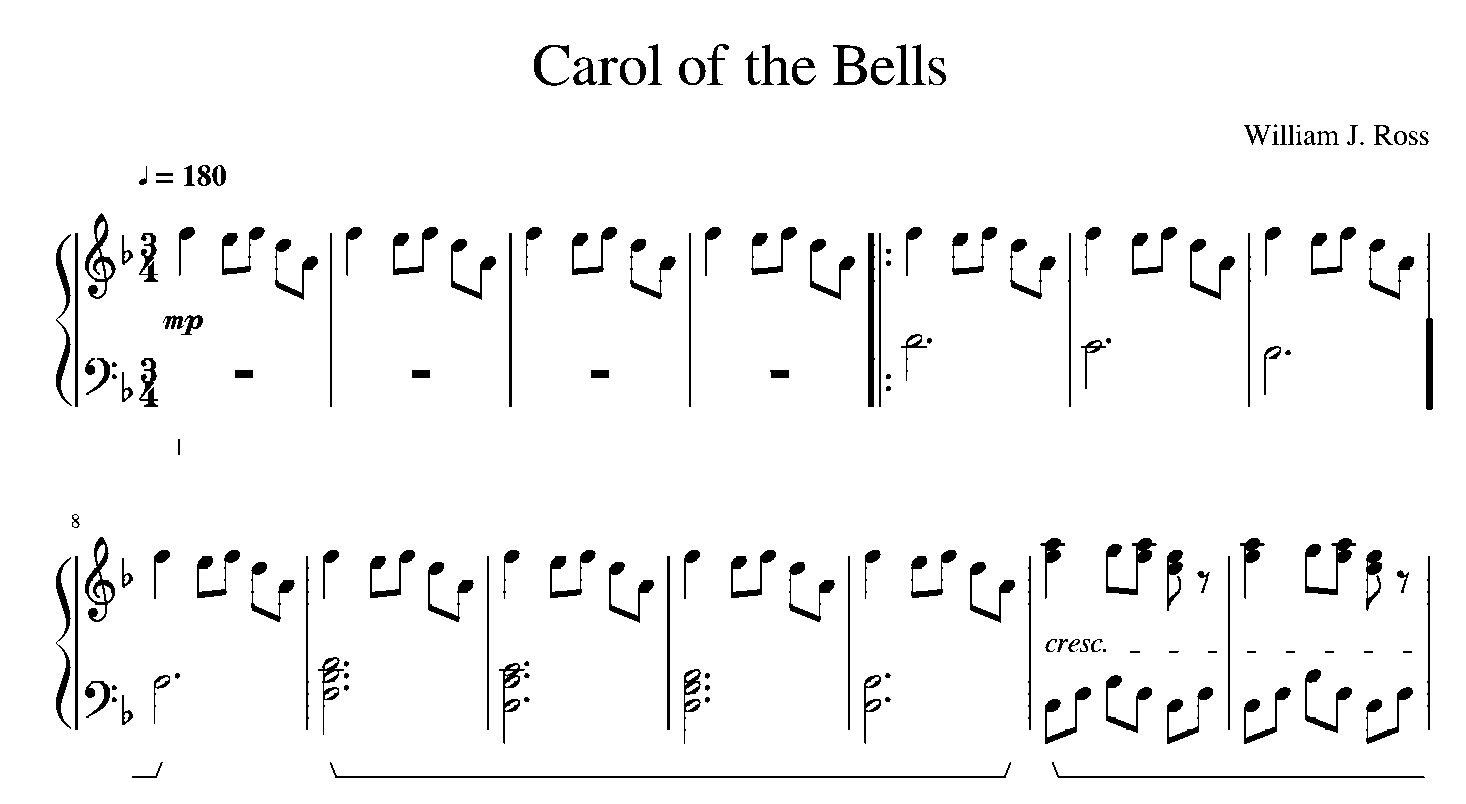 Carol of the Bells
William J. Ross
♩ = 180
3
4
mp
3
4
8
cresc.